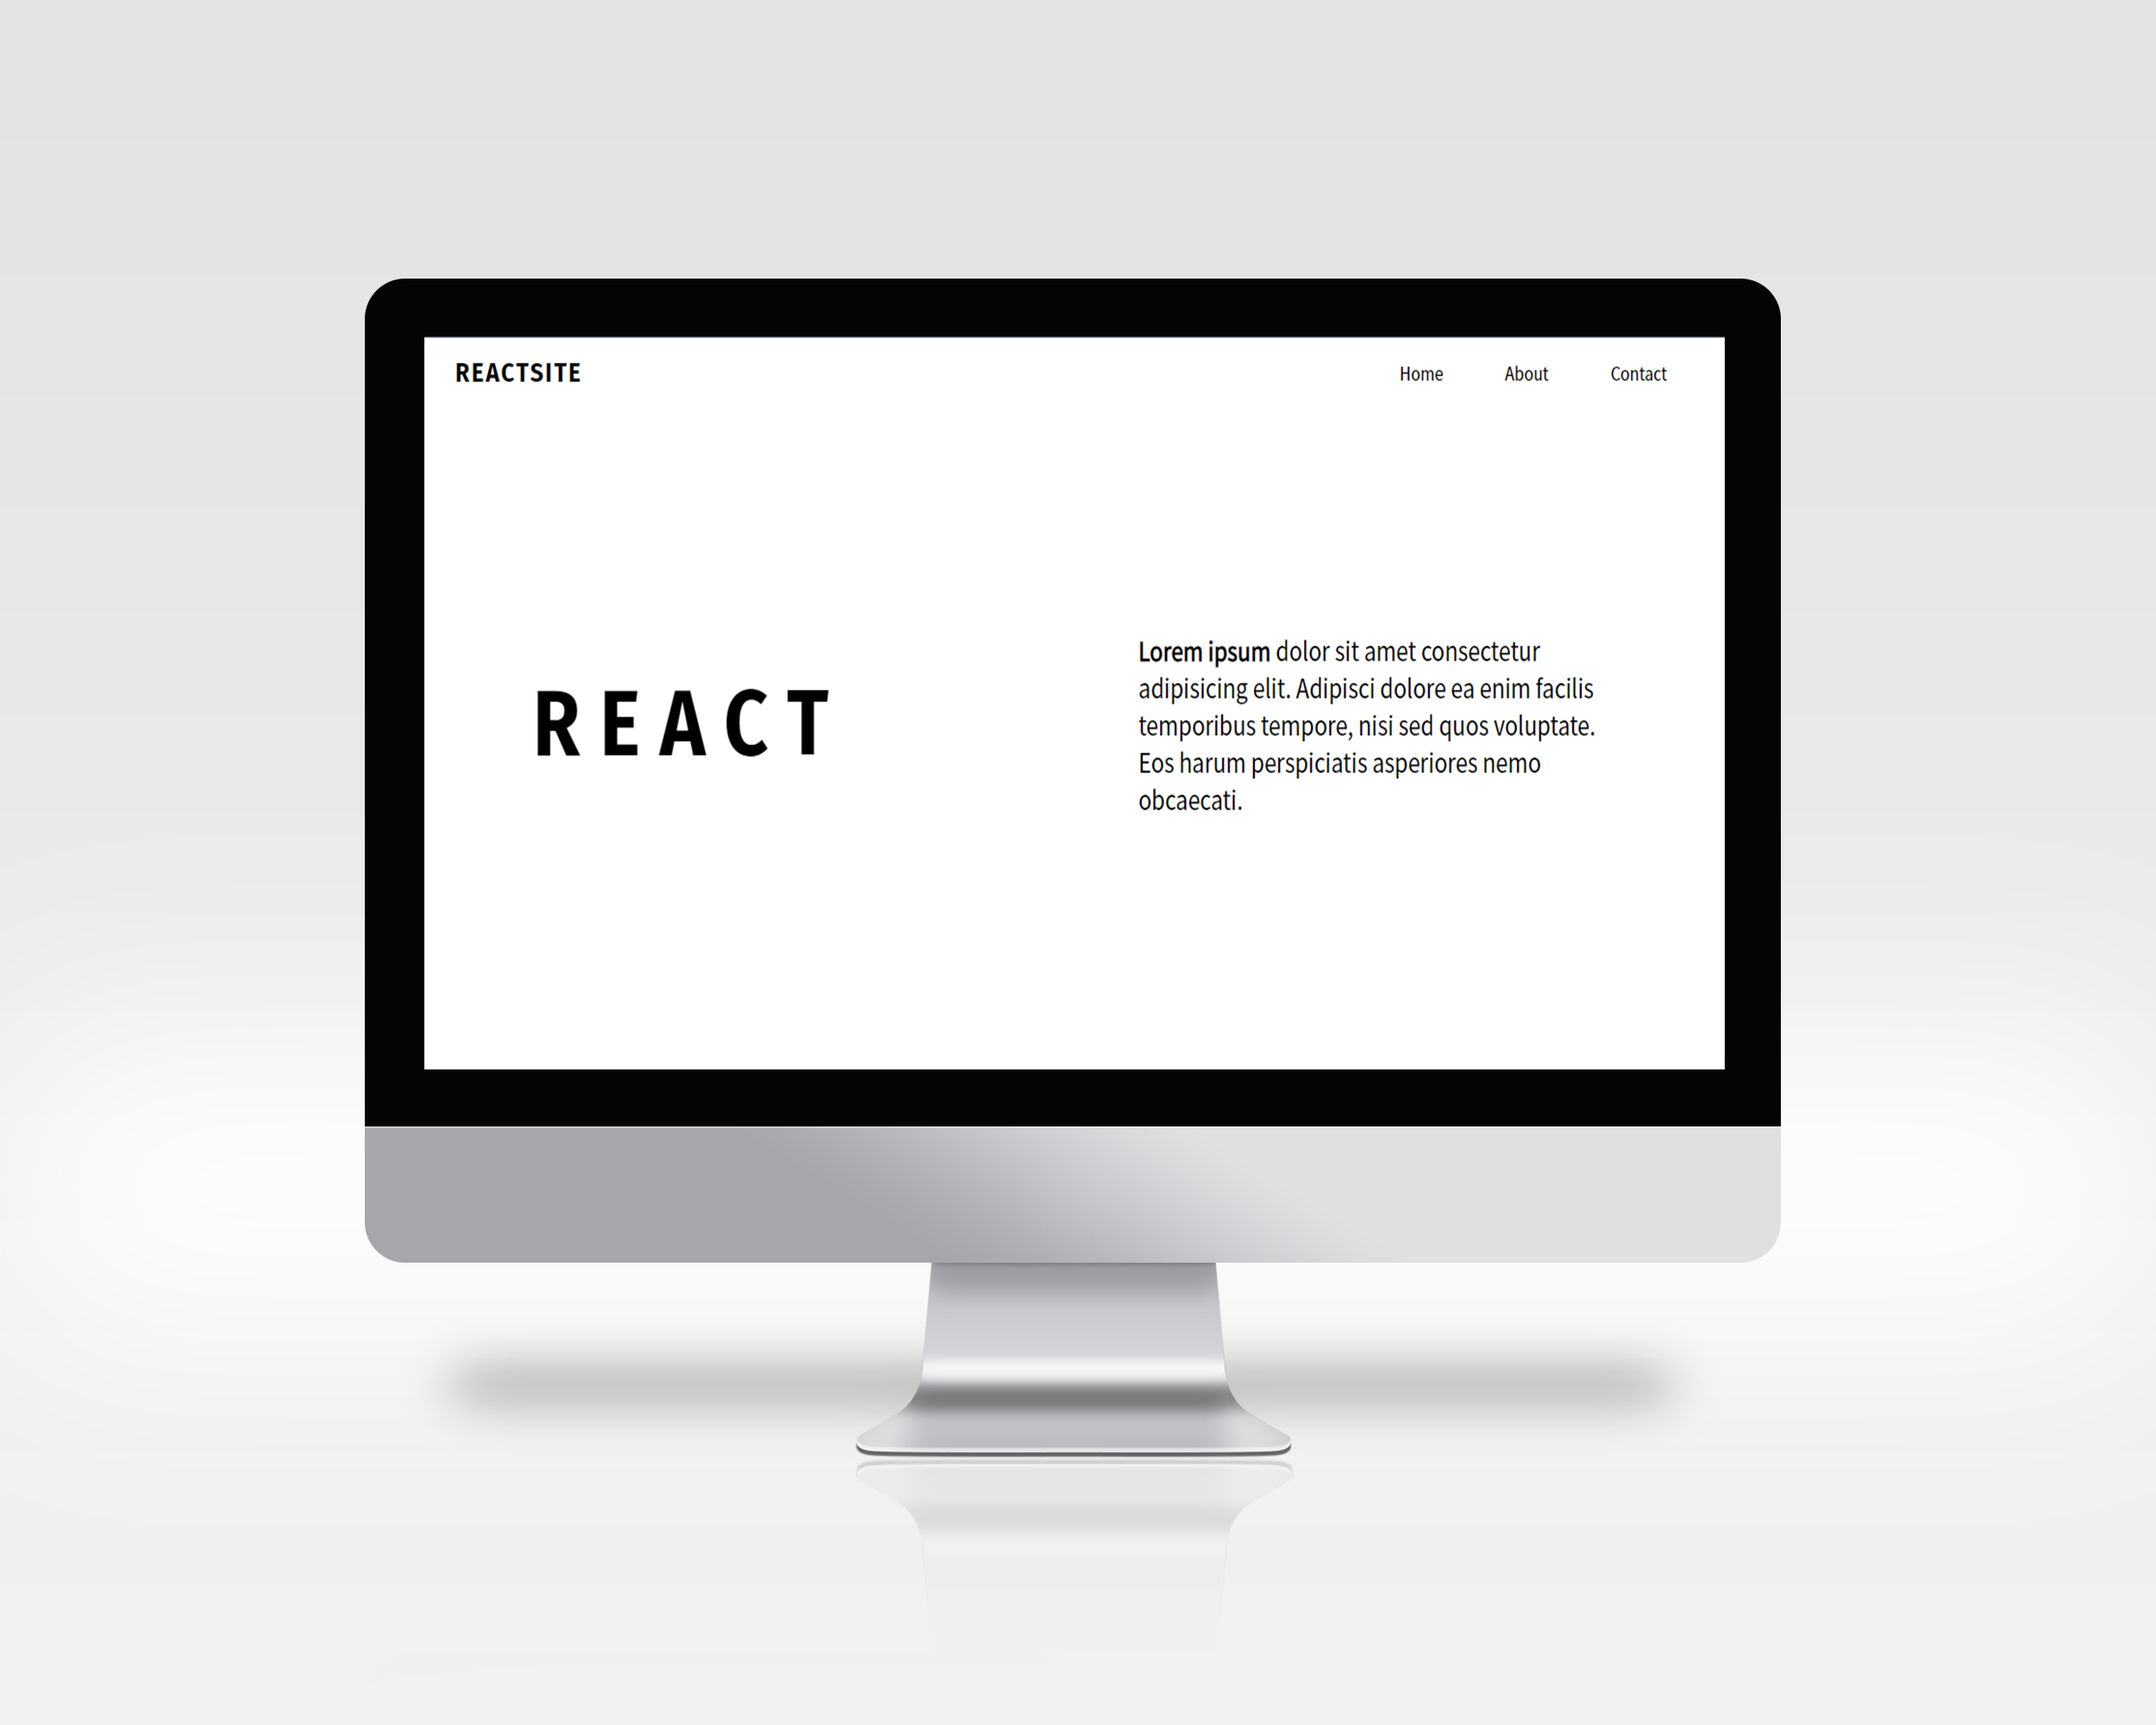 REACTSITE
Home About Contact
REACT
Lorem ipsum dolor sit amet consectetur
adipisicing elit. Adipisci dolore ea enim facilis
temporibus tempore, nisi sed quos voluptate.
Eos harum perspiciatis asperiores nemo
obcaecati.